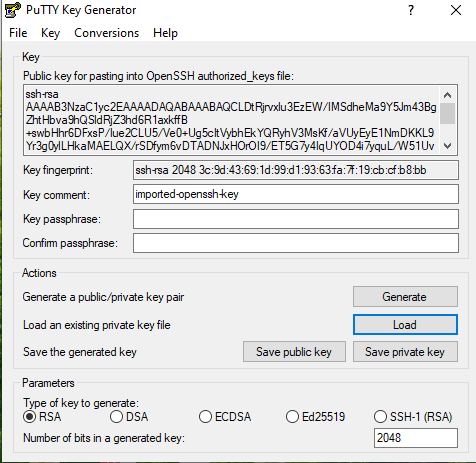 PuTTY Key Generator
File Key Conversions Help
Key
Public key for pasting into OpenSSH authorized_keys file:
ssh-rsa
AAAAB3NzaC1yc2EAAAADAQABAAABAQCLDtRjrvxlu3EzEW/IMSdheMa9Y5Jm43Bg
ZhtHbva9hQSldRjZ3hd6R1axkffB
+swbHhr6DFxsP/lue2CLU5/Ve0+Ug5cltVybhEkYQRyhV3MsKf/aVUyEyE1NmDKKL9
Yr3g0ylLHkaMAELQX/rSDfym6vDTADNJxHOrOI9/ET5G7y4lqUYOD4i7yquL/W51Uv
Key fingerprint:
ssh-rsa 2048 3c:9d:43:69:1d:99:d1:93:63:fa:7f:19:cb:cf:b8:bb
Key comment:
imported-openssh-key
Key passphrase:
Confirm passphrase:
Actions
Generate a public/private key pair
Generate
Load an existing private key file
Load
Save the generated key
Save public key
Save private key
Parameters
Type of key to generate:
RSA DSA ECDSA Ed25519 SSH-1 (RSA)
Number of bits in a generated key:
2048